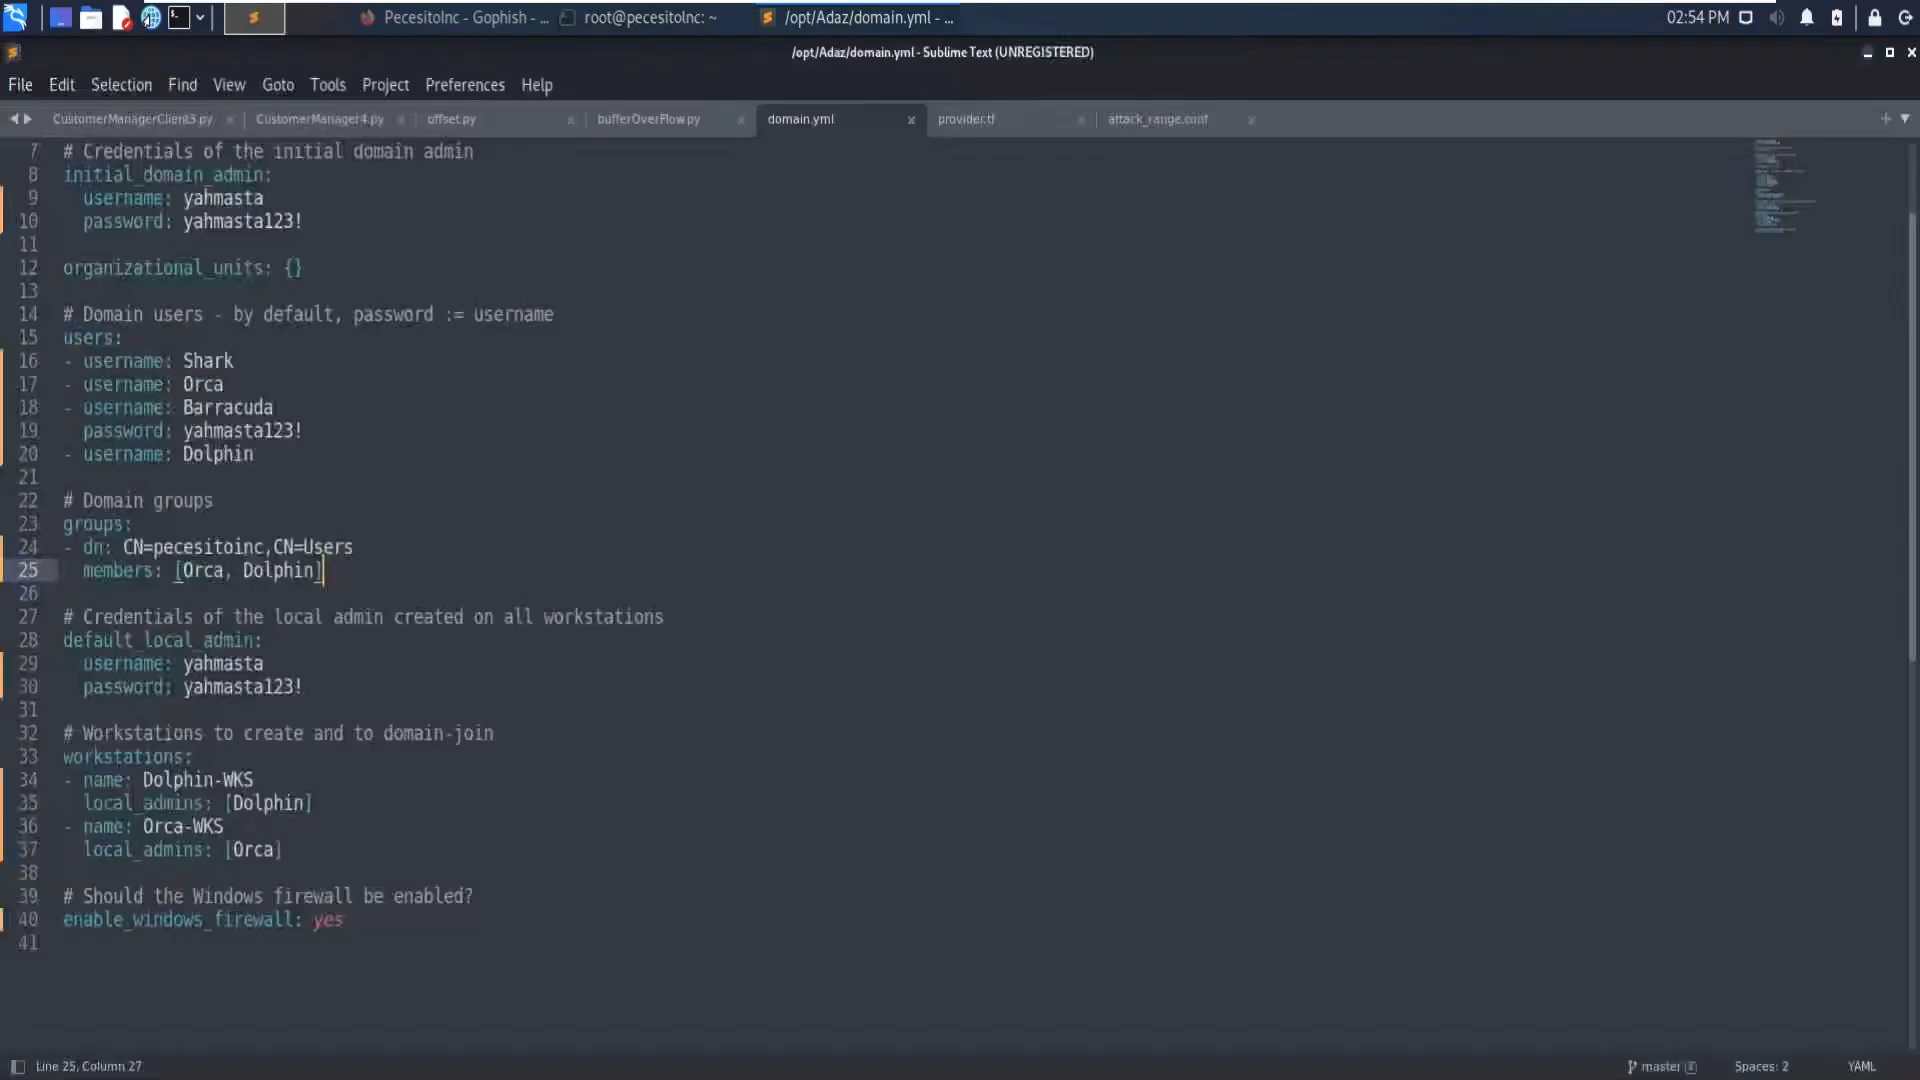 PecesitoInc - Gophish - ...
root@pecesitoInc: ~
/opt/Adaz/domain.yml - ...
02:54 PM
/opt/Adaz/domain.yml - Sublime Text (UNREGISTERED)
File Edit Selection Find View Goto Tools Project Preferences Help
CustomerManagerClient3.py CustomerManager4.py offset.py bufferOverFlow.py domain.yml provider.tf attack_range.conf
7 # Credentials of the initial domain admin
8 initial_domain_admin:
9 username: yahmasta
10 password: yahmasta123!
11
12 organizational_units: {}
13
14 # Domain users - by default, password := username
15 users:
16 - username: Shark
17 - username: Orca
18 - username: Barracuda
19 password: yahmasta123!
20 - username: Dolphin
21
22 # Domain groups
23 groups:
24 - dn: CN=pecesitoinc,CN=Users
25 members: [Orca, Dolphin]
26
27 # Credentials of the local admin created on all workstations
28 default_local_admin:
29 username: yahmasta
30 password: yahmasta123!
31
32 # Workstations to create and to domain-join
33 workstations:
34 - name: Dolphin-WKS
35 local_admins: [Dolphin]
36 - name: Orca-WKS
37 local_admins: [Orca]
38
39 # Should the Windows firewall be enabled?
40 enable_windows_firewall: yes
41
Line 25, Column 27
master
Spaces: 2
YAML